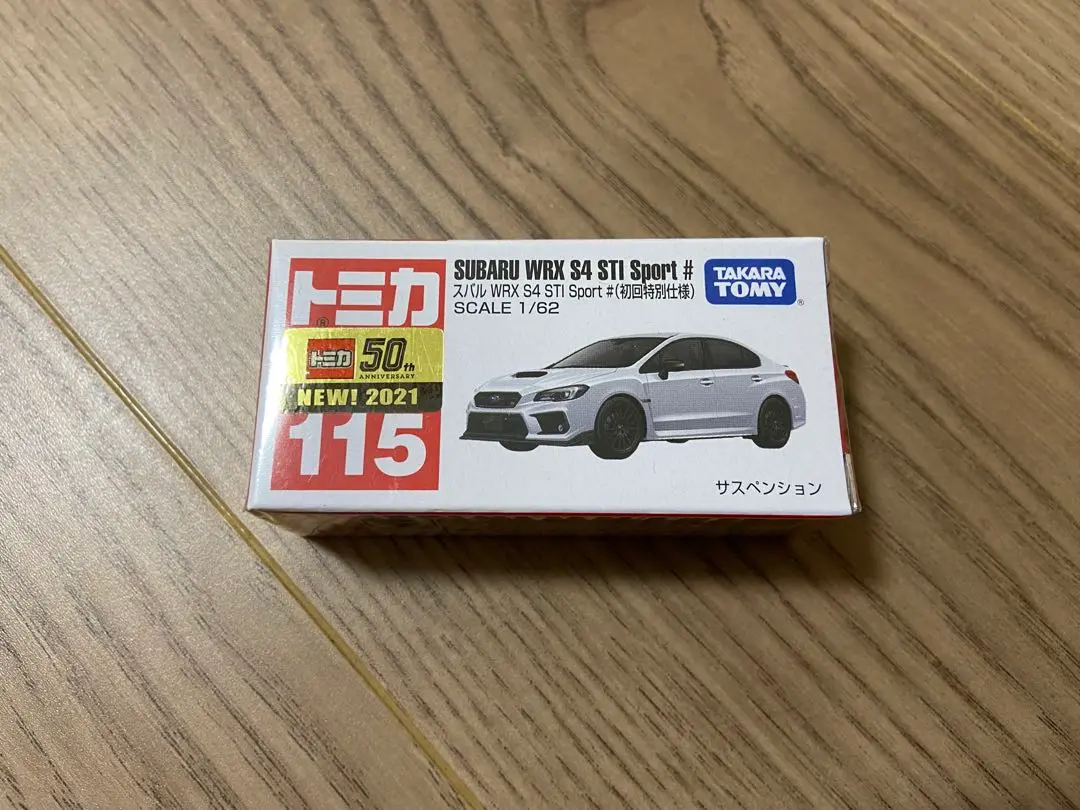 トミカ
トミカ 50th
ANNIVERSARY
NEW! 2021
115
SUBARU WRX S4 STI Sport #
スバル WRX S4 STI Sport #(初回特別仕様)
SCALE 1/62
TAKARA
TOMY
サスペンション